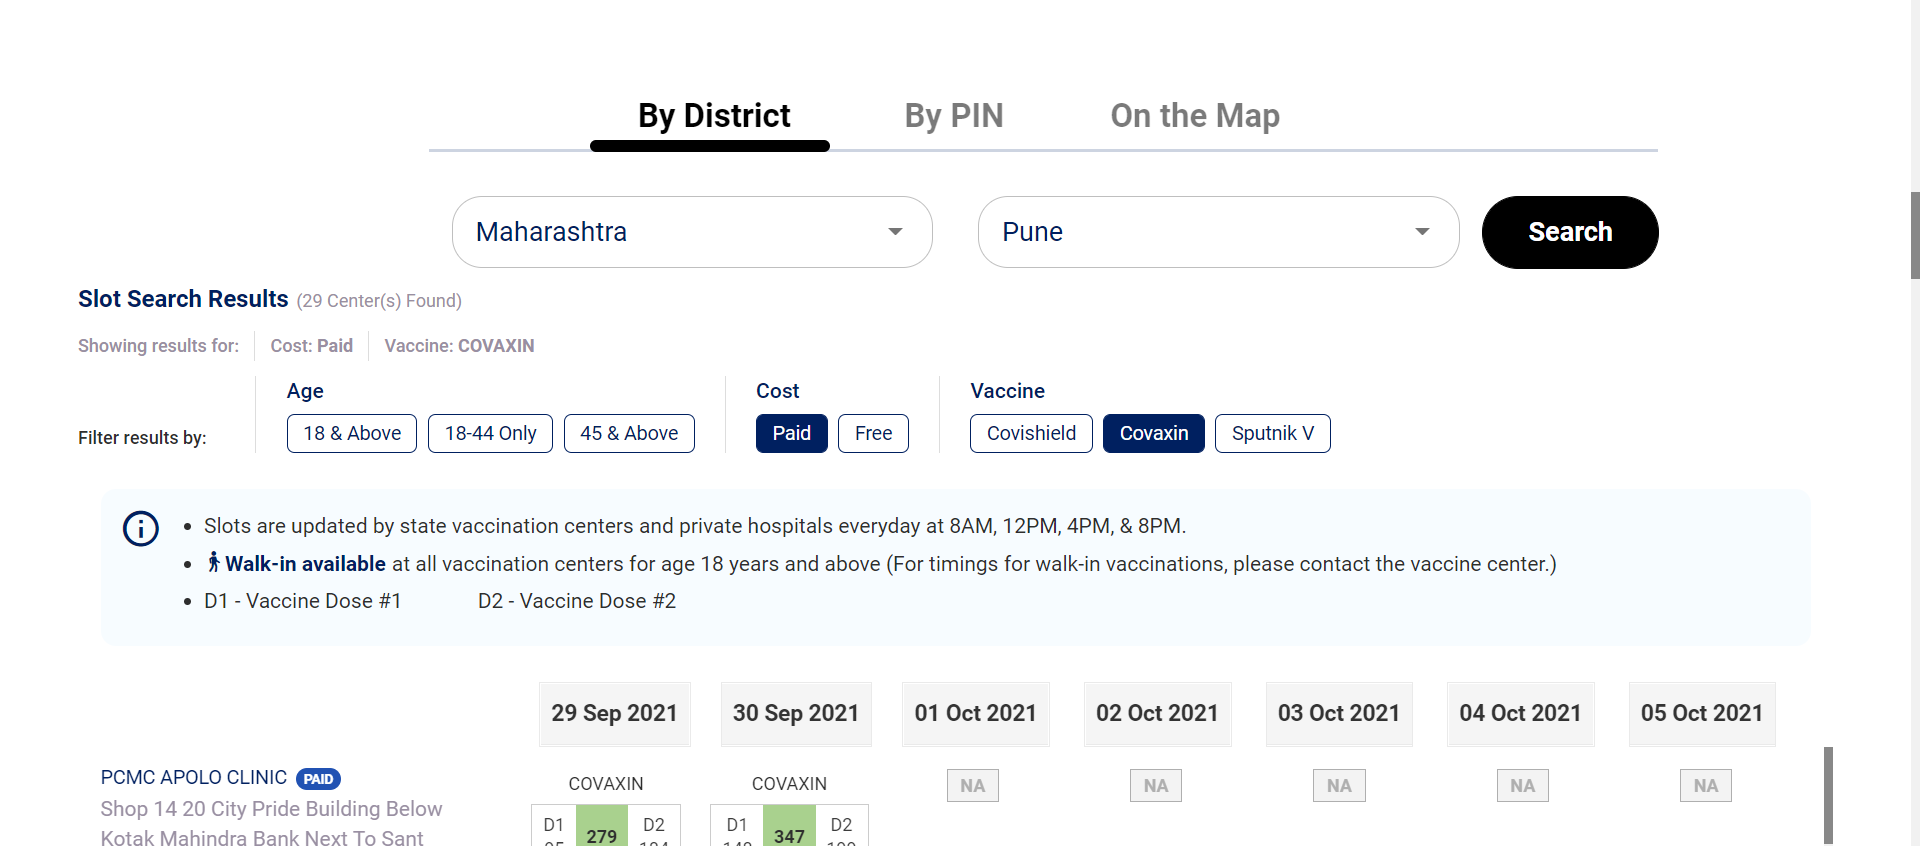 By District By PIN On the Map
Maharashtra Pune Search
Slot Search Results (29 Center(s) Found)
Showing results for: Cost: Paid Vaccine: COVAXIN
Age Cost Vaccine
Filter results by: 18 & Above 18-44 Only 45 & Above Paid Free Covishield Covaxin Sputnik V
Slots are updated by state vaccination centers and private hospitals everyday at 8AM, 12PM, 4PM, & 8PM.
Walk-in available at all vaccination centers for age 18 years and above (For timings for walk-in vaccinations, please contact the vaccine center.)
D1 - Vaccine Dose #1 D2 - Vaccine Dose #2
29 Sep 2021 30 Sep 2021 01 Oct 2021 02 Oct 2021 03 Oct 2021 04 Oct 2021 05 Oct 2021
PCMC APOLO CLINIC PAID COVAXIN COVAXIN NA NA NA NA NA
Shop 14 20 City Pride Building Below
D1 279 D2 D1 347 D2
Kotak Mahindra Bank Next To Sant